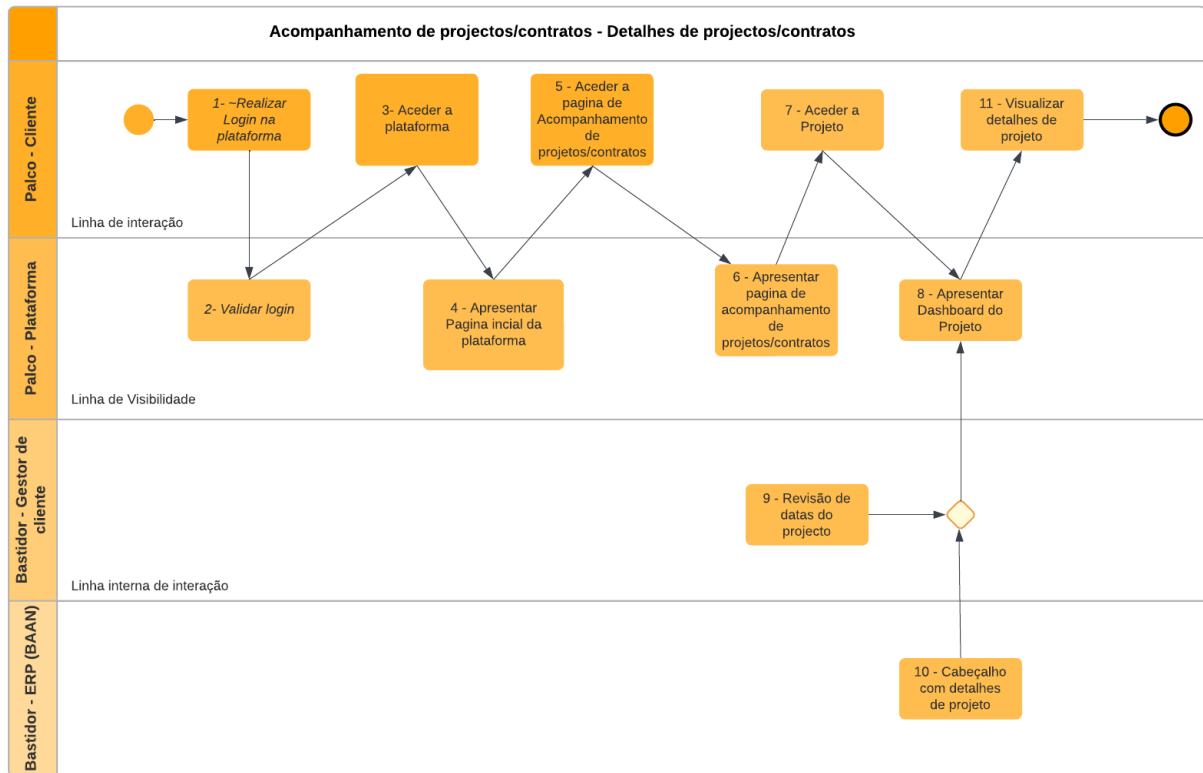 Acompanhamento de projectos/contratos - Detalhes de projectos/contratos
Palco - Cliente
1- ~Realizar
Login na
plataforma
3- Aceder a
plataforma
5 - Aceder a
pagina de
Acompanhamento
de
projetos/contratos
7 - Aceder a
Projeto
11 - Visualizar
detalhes de
projeto
Linha de interação
Palco - Plataforma
2- Validar login
4 - Apresentar
Pagina incial da
plataforma
6 - Apresentar
pagina de
acompanhamento
de
projetos/contratos
8 - Apresentar
Dashboard do
Projeto
Linha de Visibilidade
Bastidor - Gestor de
cliente
9 - Revisão de
datas do
projecto
Linha interna de interação
Bastidor - ERP (BAAN)
10 - Cabeçalho
com detalhes
de projeto